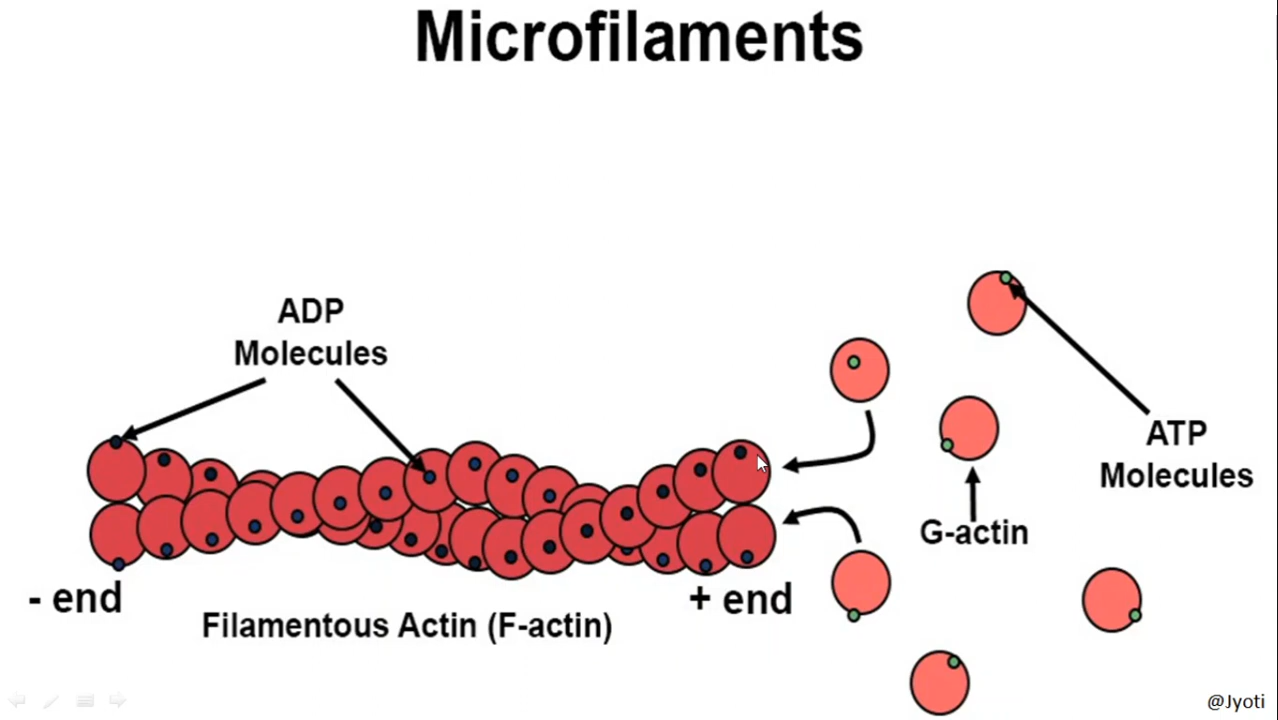 Microfilaments
ADP
Molecules
ATP
Molecules
G-actin
- end
+ end
Filamentous Actin (F-actin)
@Jyoti